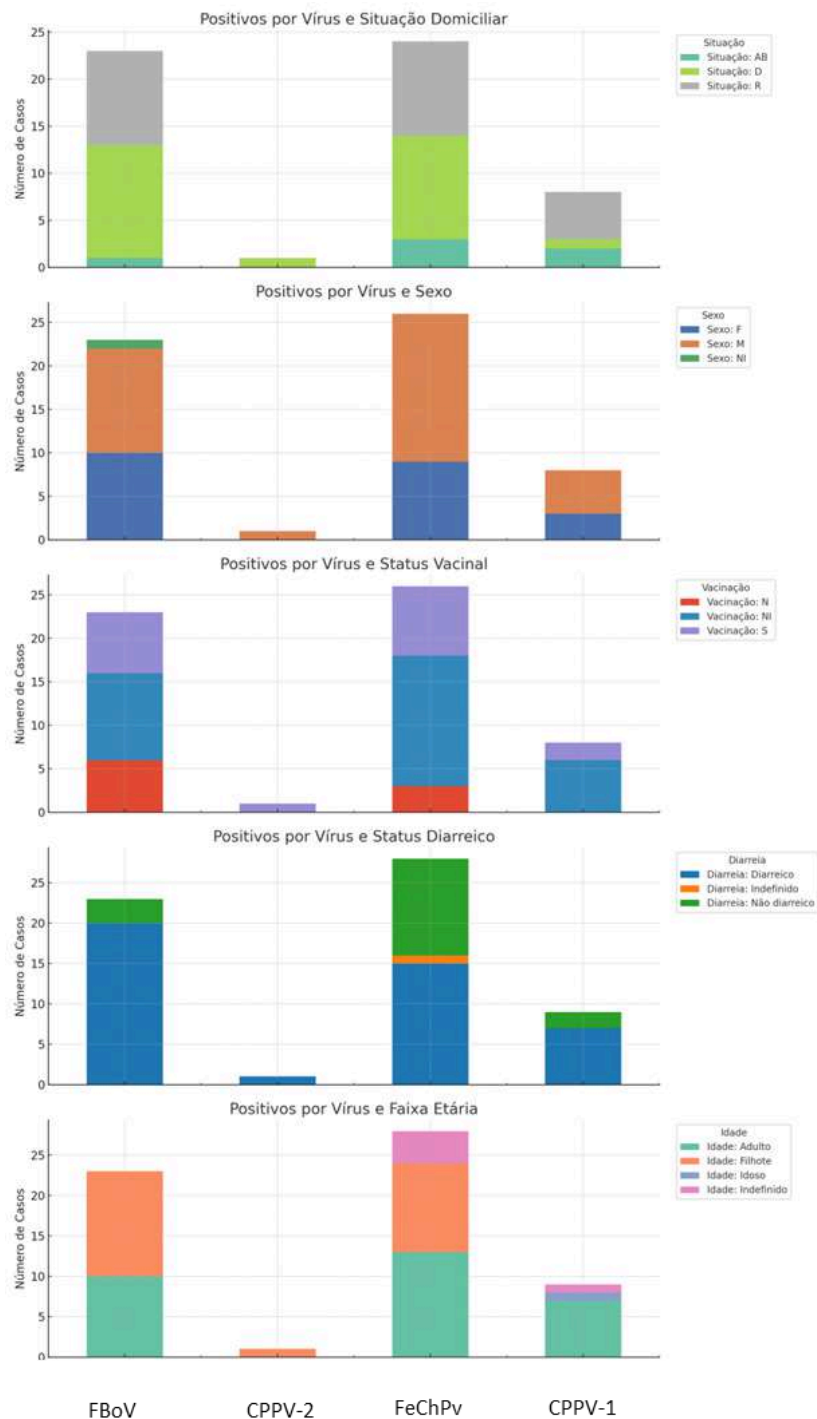 Positivos por Vírus e Situação Domiciliar
Número de Casos
25
20
15
10
5
0
Situação
Situação: AB
Situação: D
Situação: R
Positivos por Vírus e Sexo
Número de Casos
25
20
15
10
5
0
Sexo
Sexo: F
Sexo: M
Sexo: NI
Positivos por Vírus e Status Vacinal
Número de Casos
25
20
15
10
5
0
Vacinação
Vacinação: N
Vacinação: NI
Vacinação: S
Positivos por Vírus e Status Diarreico
Número de Casos
25
20
15
10
5
0
Diarreia
Diarreia: Diarreico
Diarreia: Indefinido
Diarreia: Não diarreico
Positivos por Vírus e Faixa Etária
Número de Casos
25
20
15
10
5
0
Idade
Idade: Adulto
Idade: Filhote
Idade: Idoso
Idade: Indefinido
FBoV CPPV-2 FeChPv CPPV-1